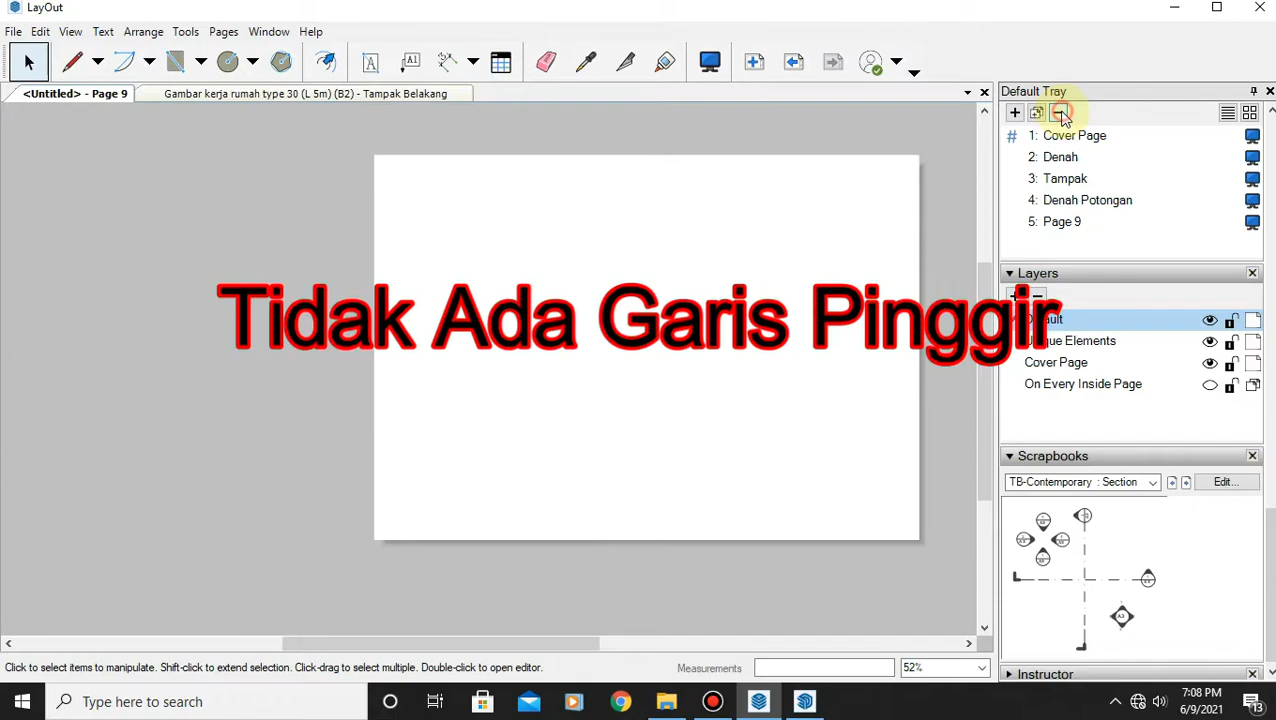 LayOut
File Edit View Text Arrange Tools Pages Window Help
<Untitled> - Page 9
Gambar kerja rumah type 30 (L 5m) (B2) - Tampak Belakang
Default Tray
# 1: Cover Page
2: Denah
3: Tampak
4: Denah Potongan
5: Page 9
Layers
Tidak Ada Garis Pinggir
Cover Page
On Every Inside Page
Scrapbooks
TB-Contemporary : Section
Edit...
Instructor
Click to select items to manipulate. Shift-click to extend selection. Click-drag to select multiple. Double-click to open editor.
Measurements
52%
Type here to search
7:08 PM
6/9/2021
13